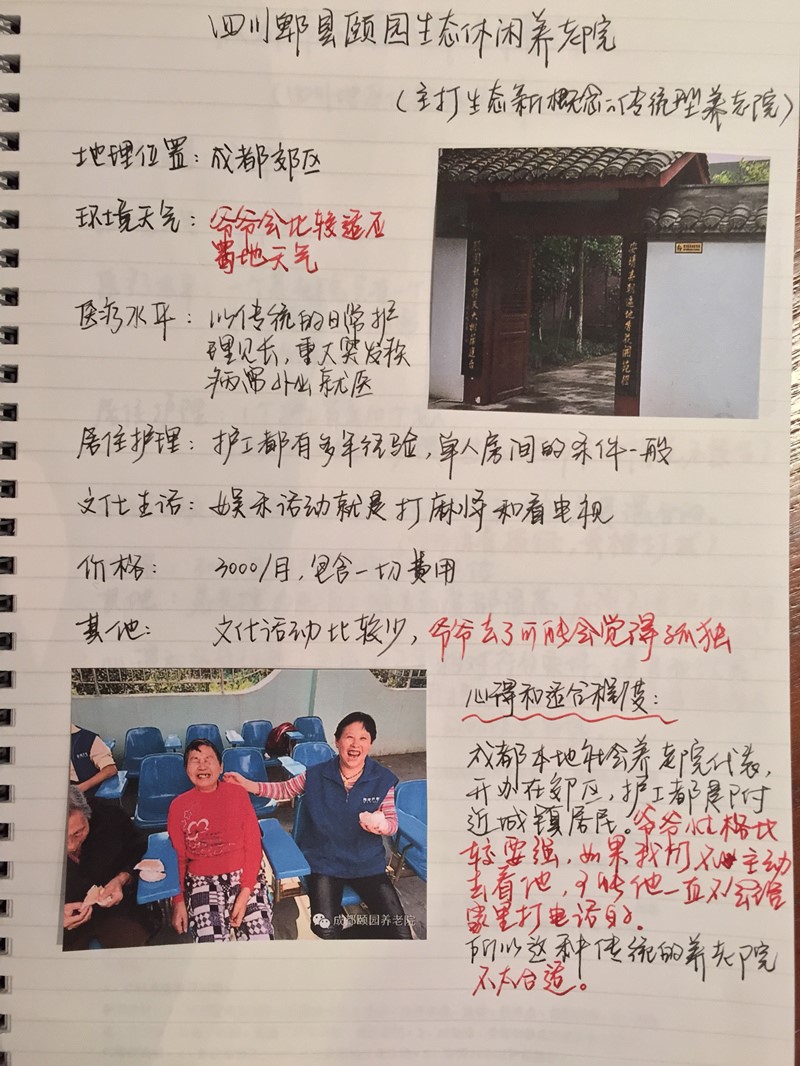 四川郫县颐园生态休闲养老院
（主打生态新概念的传统型养老院）
地理位置：成都郊区
环境天气：爷爷会比较适应
蜀地天气
医疗水平：以传统的日常护
理见长，重大突发疾
病需外出就医
居住护理：护工都有多年经验，单人房间的条件一般
文化生活：娱乐活动就是打麻将和看电视
价格：3000/月，包含一切费用
其他：文化活动比较少，爷爷去了可能会觉得孤独
心得和适合程度：
成都本地社会养老院代表，
开办在郊区，护工都是附
近城镇居民。爷爷性格比
较要强，如果我们不主动
去看他，可能他一直不会给
家里打电话的。
所以这种传统的养老院
不太合适。
成都颐园养老院